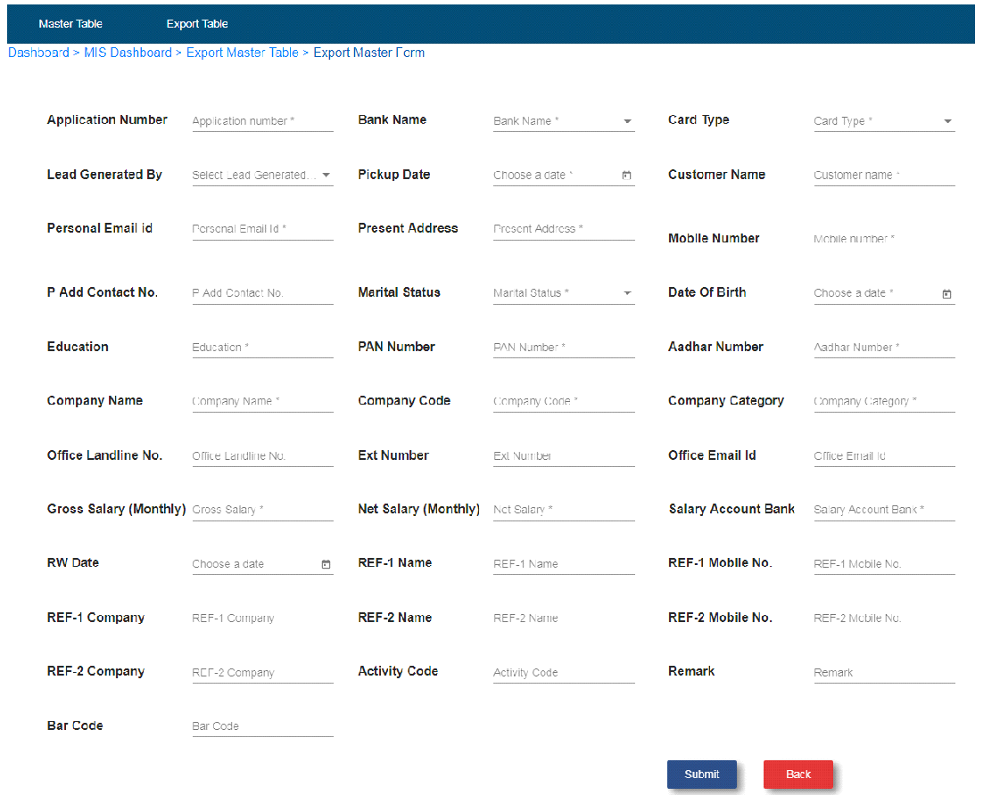 Master Table Export Table
Dashboard > MIS Dashboard > Export Master Table > Export Master Form
Application Number Application number * Bank Name Bank Name * Card Type Card Type *
Lead Generated By Select Lead Generated... Pickup Date Choose a date * Customer Name Customer name *
Personal Email id Personal Email Id * Present Address Present Address * Mobile Number Mobile number *
P Add Contact No. P Add Contact No. Marital Status Marital Status * Date Of Birth Choose a date *
Education Education * PAN Number PAN Number * Aadhar Number Aadhar Number *
Company Name Company Name * Company Code Company Code * Company Category Company Category *
Office Landline No. Office Landline No. Ext Number Ext Number Office Email Id Office Email Id
Gross Salary (Monthly) Gross Salary * Net Salary (Monthly) Net Salary * Salary Account Bank Salary Account Bank *
RW Date Choose a date REF-1 Name REF-1 Name REF-1 Mobile No. REF-1 Mobile No.
REF-1 Company REF-1 Company REF-2 Name REF-2 Name REF-2 Mobile No. REF-2 Mobile No.
REF-2 Company REF-2 Company Activity Code Activity Code Remark Remark
Bar Code Bar Code
Submit Back